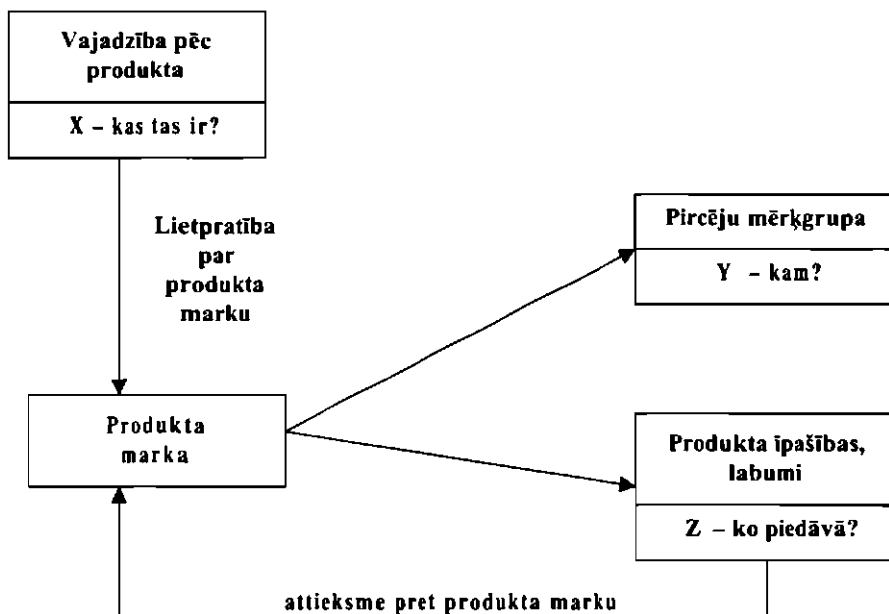 Vajadzība pēc
produkta
X – kas tas ir?
Lietpratība
par
produkta
marku
Pircēju mērķgrupa
Y – kam?
Produkta
marka
Produkta īpašības,
labumi
Z – ko piedāvā?
attieksme pret produkta marku